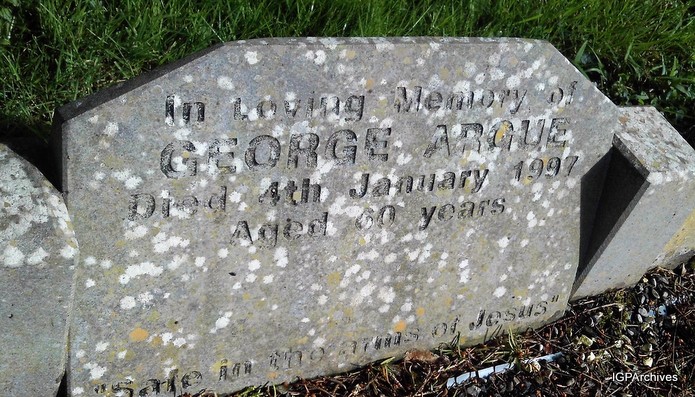 In Loving Memory of
GEORGE ARGUE
Died 4th January 1997
Aged 60 years
"Safe in the arms of Jesus"
IGPArchives